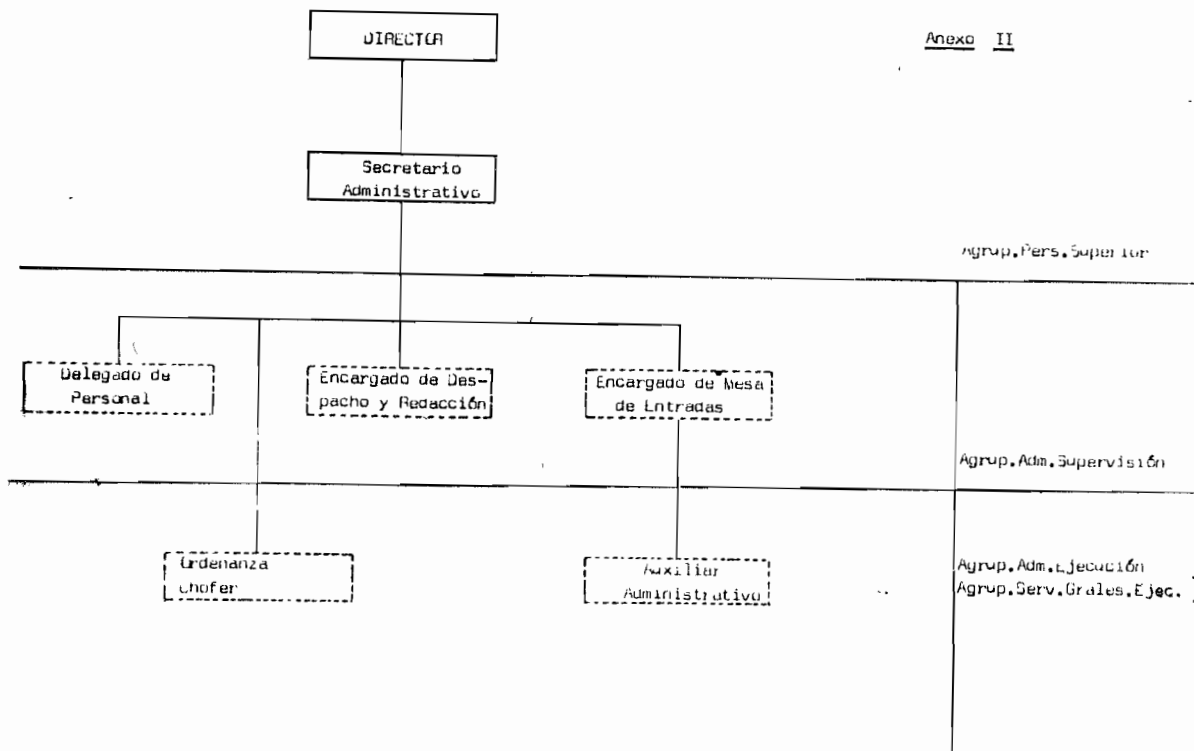 Anexo II
DIRECTOR
Secretario
Administrativo
Agrup.Pers.Superior
Delegado de
Personal
Encargado de Des-
pacho y Redacción
Encargado de Mesa
de Entradas
Agrup.Adm.Supervisión
Ordenanza
Chofer
Auxiliar
Administrativo
Agrup.Adm.Ejecución
Agrup.Serv.Grales.Ejec.